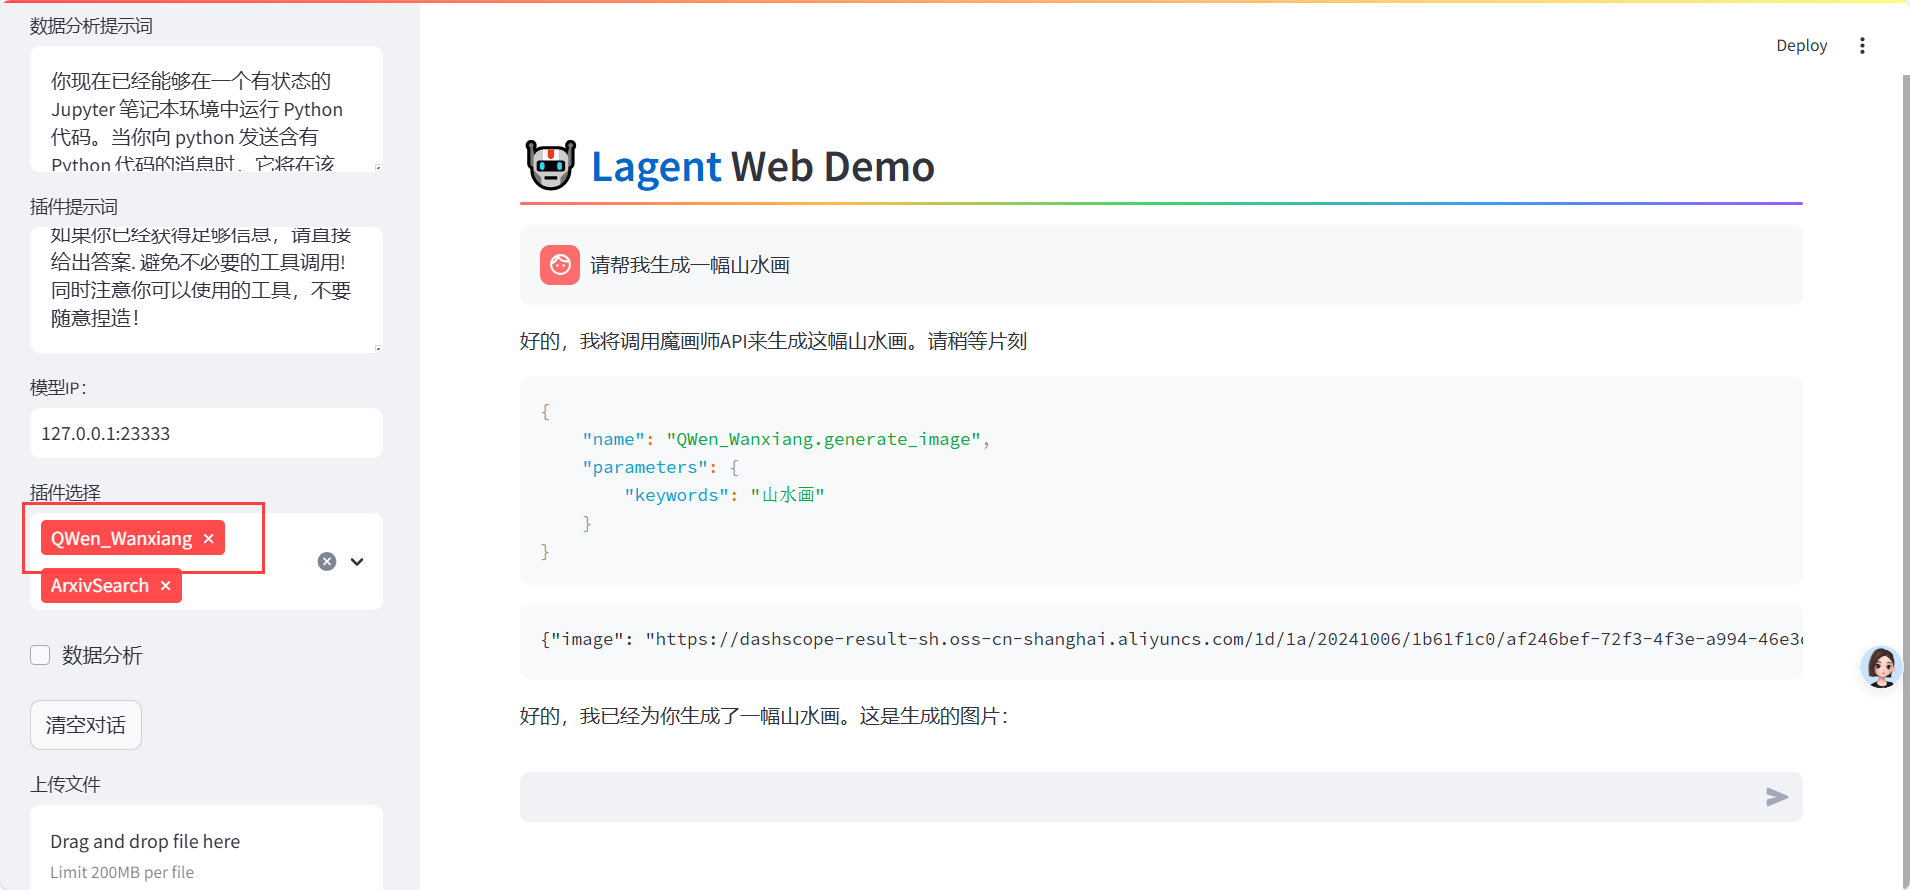 数据分析提示词
你现在已经能够在一个有状态的
Jupyter 笔记本环境中运行 Python
代码。当你向 python 发送含有
Python 代码的消息时，它将在该
插件提示词
如果你已经获得足够信息，请直接
给出答案. 避免不必要的工具调用!
同时注意你可以使用的工具，不要
随意捏造！
模型IP：
127.0.0.1:23333
插件选择
QWen_Wanxiang ×
ArxivSearch ×
数据分析
清空对话
上传文件
Drag and drop file here
Limit 200MB per file
Deploy
Lagent Web Demo
请帮我生成一幅山水画
好的，我将调用魔画师API来生成这幅山水画。请稍等片刻
{
"name": "QWen_Wanxiang.generate_image",
"parameters": {
"keywords": "山水画"
}
}
{"image": "https://dashscope-result-sh.oss-cn-shanghai.aliyuncs.com/1d/1a/20241006/1b61f1c0/af246bef-72f3-4f3e-a994-46e3
好的，我已经为你生成了一幅山水画。这是生成的图片：